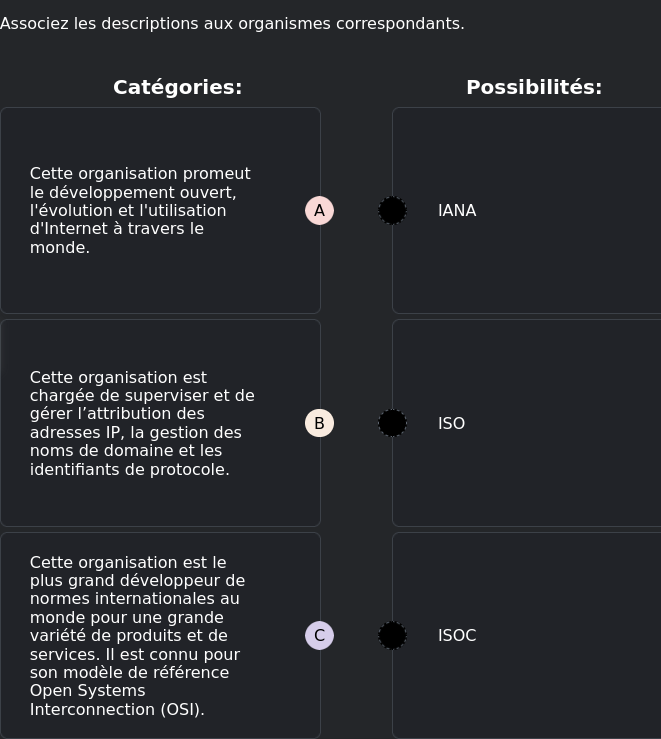 Associez les descriptions aux organismes correspondants.
Catégories:
Possibilités:
Cette organisation promeut
le développement ouvert,
l'évolution et l'utilisation
d'Internet à travers le
monde.
A
IANA
Cette organisation est
chargée de superviser et de
gérer l’attribution des
adresses IP, la gestion des
noms de domaine et les
identifiants de protocole.
B
ISO
Cette organisation est le
plus grand développeur de
normes internationales au
monde pour une grande
variété de produits et de
services. Il est connu pour
son modèle de référence
Open Systems
Interconnection (OSI).
C
ISOC